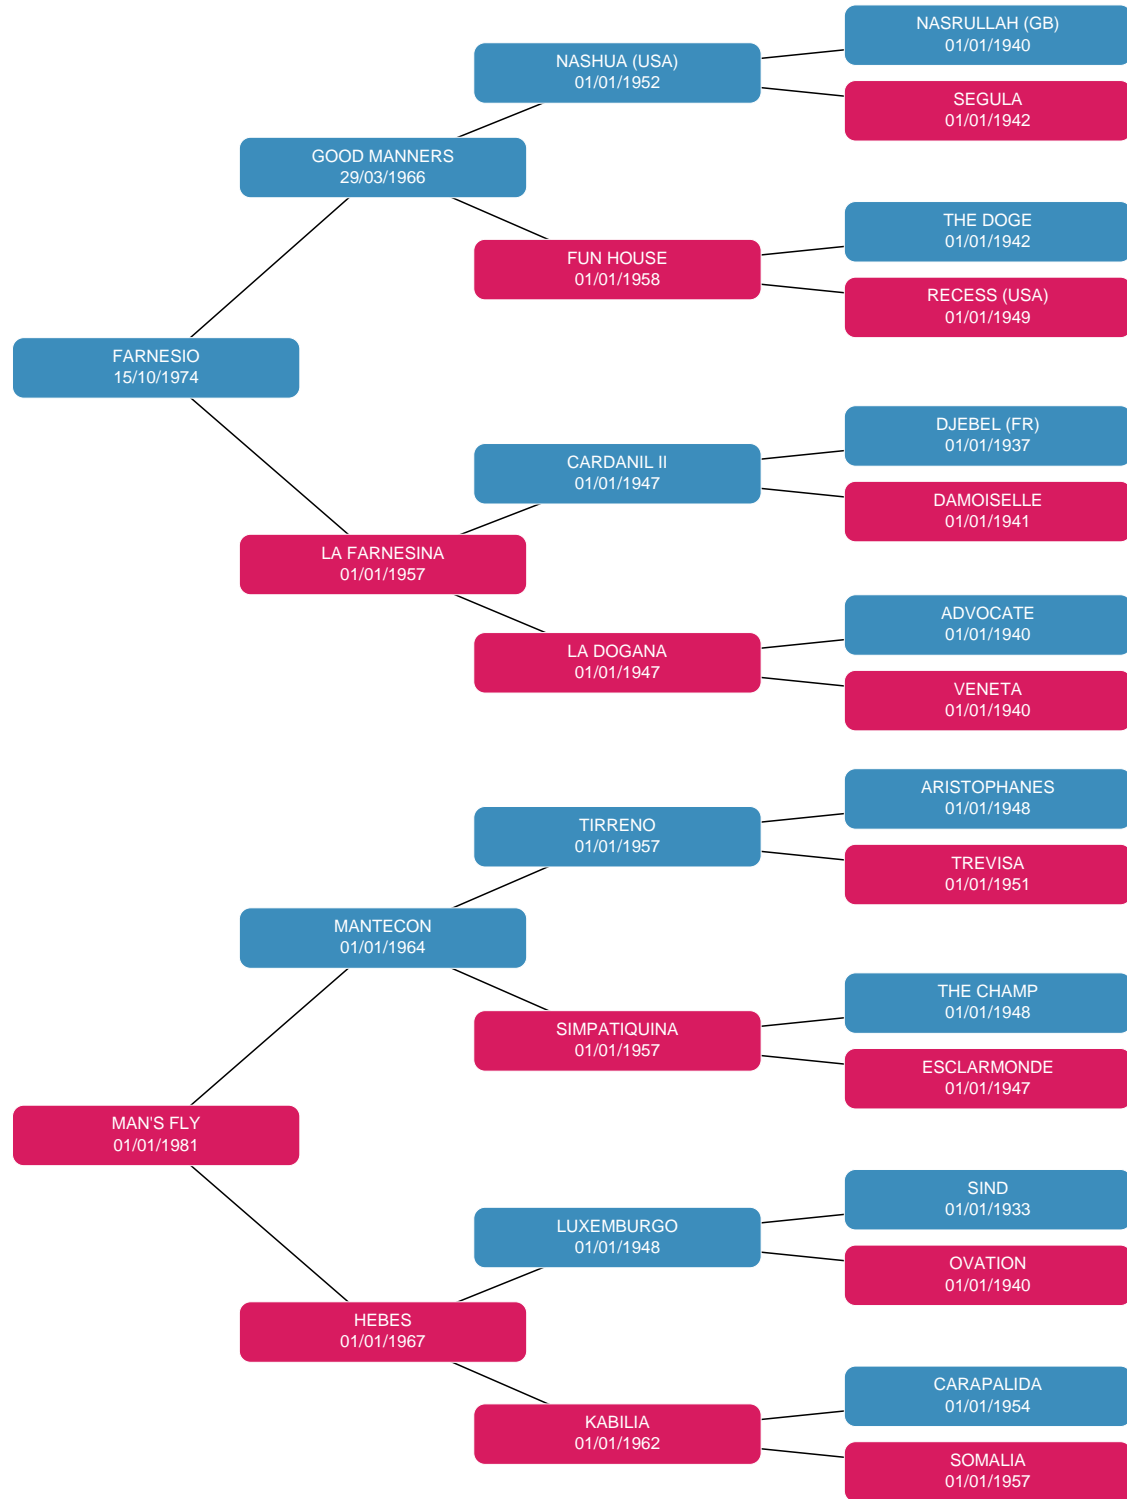 NASRULLAH (GB)
01/01/1940
NASHUA (USA)
01/01/1952
SEGULA
01/01/1942
GOOD MANNERS
29/03/1966
THE DOGE
01/01/1942
FUN HOUSE
01/01/1958
RECESS (USA)
01/01/1949
FARNESIO
15/10/1974
DJEBEL (FR)
01/01/1937
CARDANIL II
01/01/1947
DAMOISELLE
01/01/1941
LA FARNESINA
01/01/1957
ADVOCATE
01/01/1940
LA DOGANA
01/01/1947
VENETA
01/01/1940
ARISTOPHANES
01/01/1948
TIRRENO
01/01/1957
TREVISA
01/01/1951
MANTECON
01/01/1964
THE CHAMP
01/01/1948
SIMPATIQUINA
01/01/1957
ESCLARMONDE
01/01/1947
MAN'S FLY
01/01/1981
SIND
01/01/1933
LUXEMBURGO
01/01/1948
OVATION
01/01/1940
HEBES
01/01/1967
CARAPALIDA
01/01/1954
KABILIA
01/01/1962
SOMALIA
01/01/1957